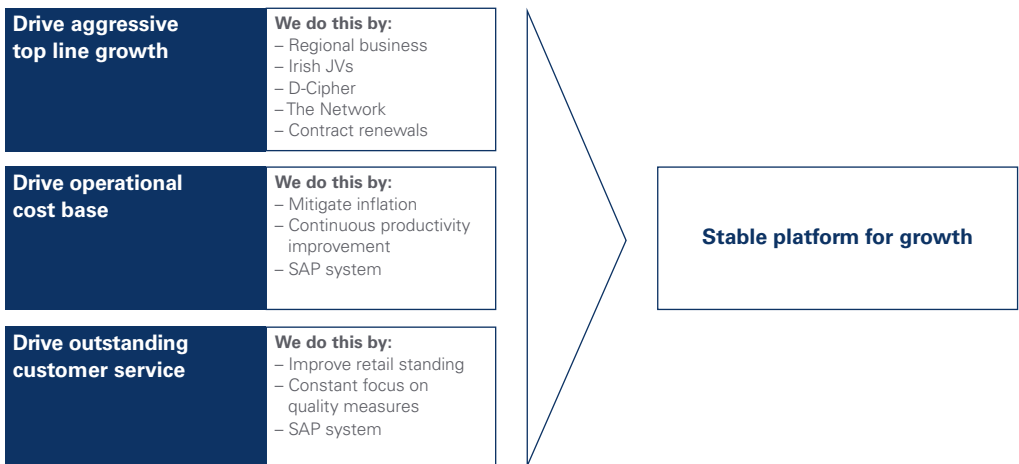 Drive aggressive
top line growth
We do this by:
– Regional business
– Irish JVs
– D-Cipher
– The Network
– Contract renewals
Drive operational
cost base
We do this by:
– Mitigate inflation
– Continuous productivity
improvement
– SAP system
Stable platform for growth
Drive outstanding
customer service
We do this by:
– Improve retail standing
– Constant focus on
quality measures
– SAP system